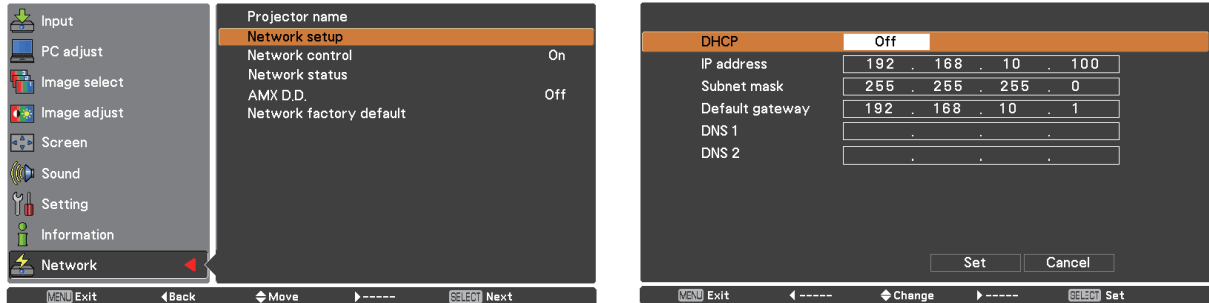 Input
PC adjust
Image select
Image adjust
Screen
Sound
Setting
Information
Network
Projector name
Network setup
Network control On
Network status
AMX D.D. Off
Network factory default
MENU Exit Back Move ----- SELECT Next
DHCP Off
IP address 192 . 168 . 10 . 100
Subnet mask 255 . 255 . 255 . 0
Default gateway 192 . 168 . 10 . 1
DNS 1 . . .
DNS 2 . . .
Set Cancel
MENU Exit ----- Change ----- SELECT Set